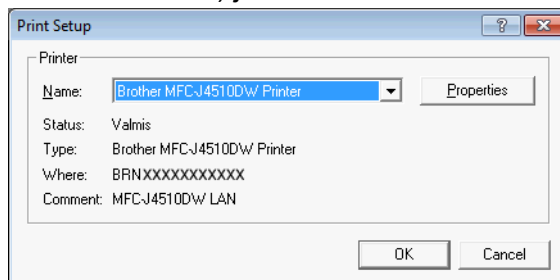 Print Setup
Printer
Name: Brother MFC-J4510DW Printer Properties
Status: Valmis
Type: Brother MFC-J4510DW Printer
Where: BRNXXXXXXXXXXX
Comment: MFC-J4510DW LAN
OK Cancel